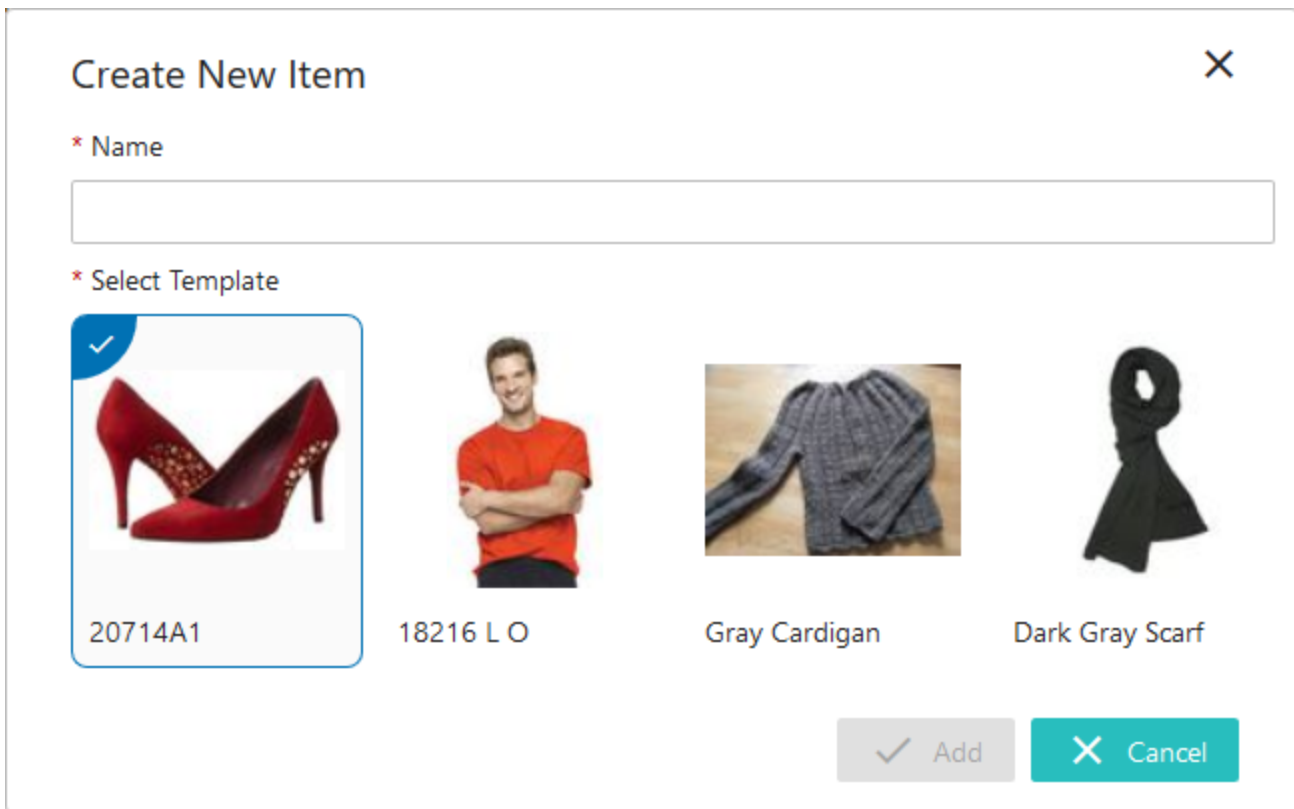 Create New Item
* Name
* Select Template
20714A1
18216 L O
Gray Cardigan
Dark Gray Scarf
Add
Cancel